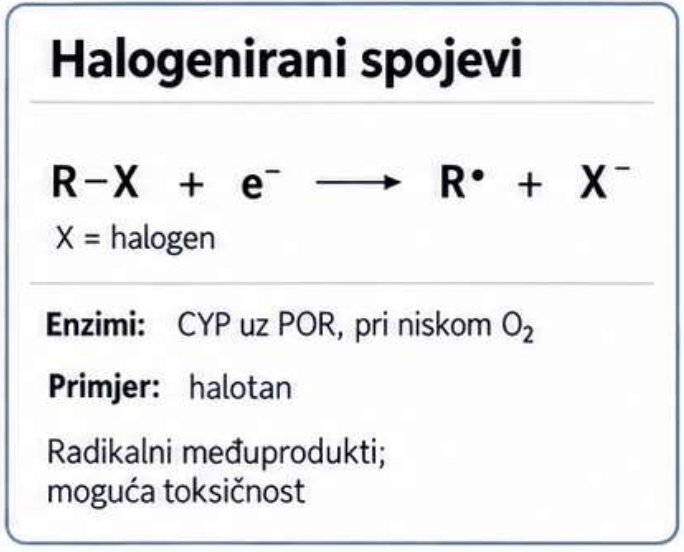 Halogenirani spojevi
R–X + e⁻ ⟶ R• + X⁻
X = halogen
Enzimi: CYP uz POR, pri niskom O₂
Primjer: halotan
Radikalni međuprodukti;
moguća toksičnost